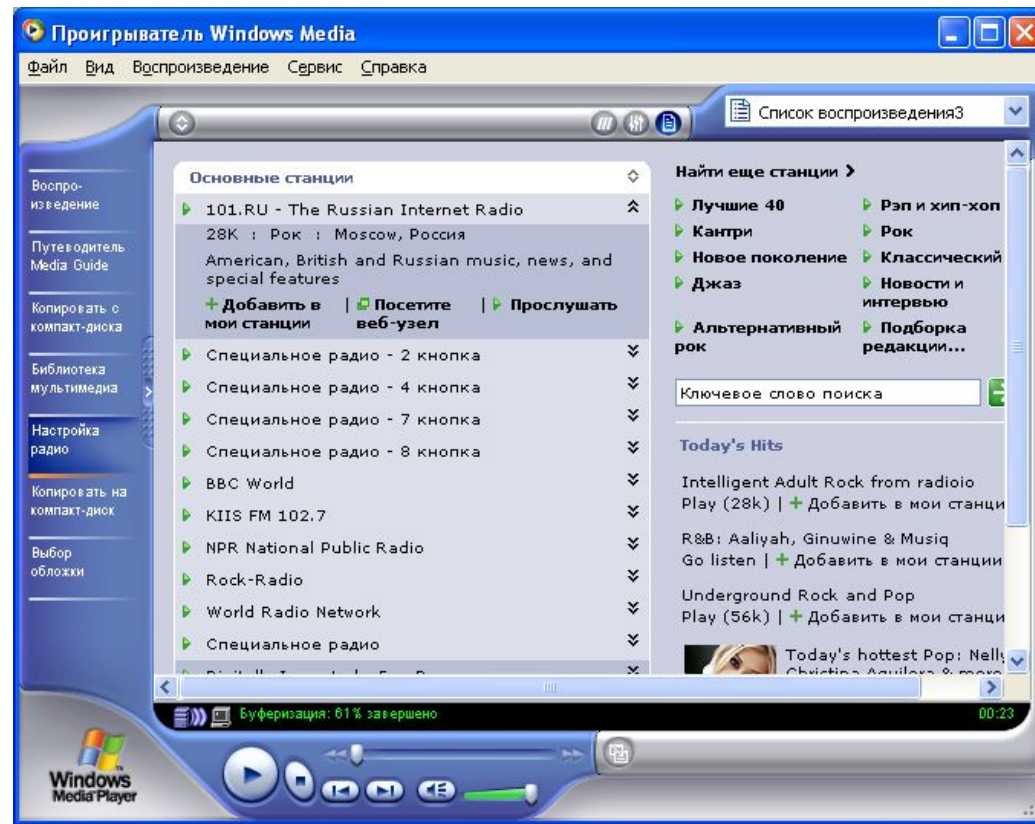 Проигрыватель Windows Media
Файл Вид Воспроизведение Сервис Справка
Список воспроизведения3
Воспро-
изведение
Путеводитель
Media Guide
Копировать с
компакт-диска
Библиотека
мультимедиа
Настройка
радио
Копировать на
компакт-диск
Выбор
обложки
Основные станции
101.RU - The Russian Internet Radio
28K : Рок : Moscow, Россия
American, British and Russian music, news, and
special features
Добавить в | Посетите | Прослушать
мои станции веб-узел
Специальное радио - 2 кнопка
Специальное радио - 4 кнопка
Специальное радио - 7 кнопка
Специальное радио - 8 кнопка
BBC World
KIIS FM 102.7
NPR National Public Radio
Rock-Radio
World Radio Network
Специальное радио
Найти еще станции
Лучшие 40 Рэп и хип-хоп
Кантри Рок
Новое поколение Классический
Джаз Новости и
интервью
Альтернативный Подборка
рок редакции...
Ключевое слово поиска
Today's Hits
Intelligent Adult Rock from radioio
Play (28k) | + Добавить в мои станци
R&B: Aaliyah, Ginuwine & Musiq
Go listen | + Добавить в мои станции
Underground Rock and Pop
Play (56k) | + Добавить в мои станци
Today's hottest Pop: Nelly
Christina Aguilera & more
Буферизация: 61% завершено
00:23
Windows
Media Player